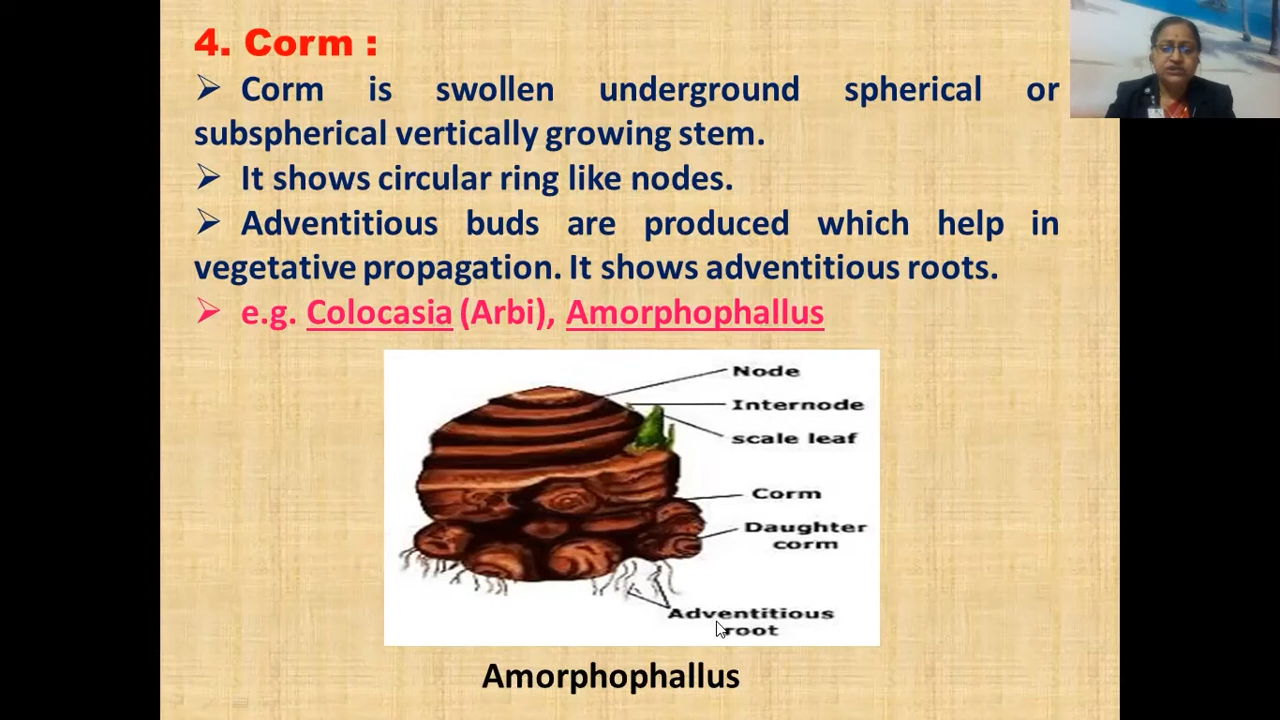 4. Corm :
➢ Corm is swollen underground spherical or
subspherical vertically growing stem.
➢ It shows circular ring like nodes.
➢ Adventitious buds are produced which help in
vegetative propagation. It shows adventitious roots.
➢ e.g. Colocasia (Arbi), Amorphophallus
Node
Internode
scale leaf
Corm
Daughter
corm
Adventitious
root
Amorphophallus